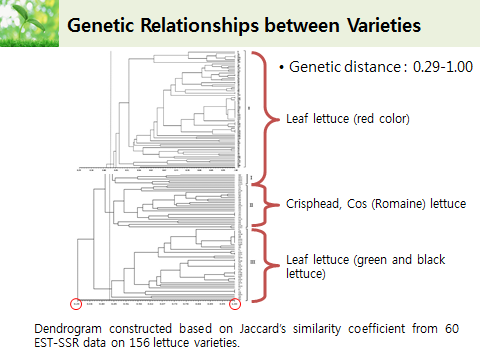 Genetic Relationships between Varieties
• Genetic distance : 0.29-1.00
I
Leaf lettuce (red color)
I
II
Crisphead, Cos (Romaine) lettuce
III
Leaf lettuce (green and black
lettuce)
Dendrogram constructed based on Jaccard's similarity coefficient from 60
EST-SSR data on 156 lettuce varieties.